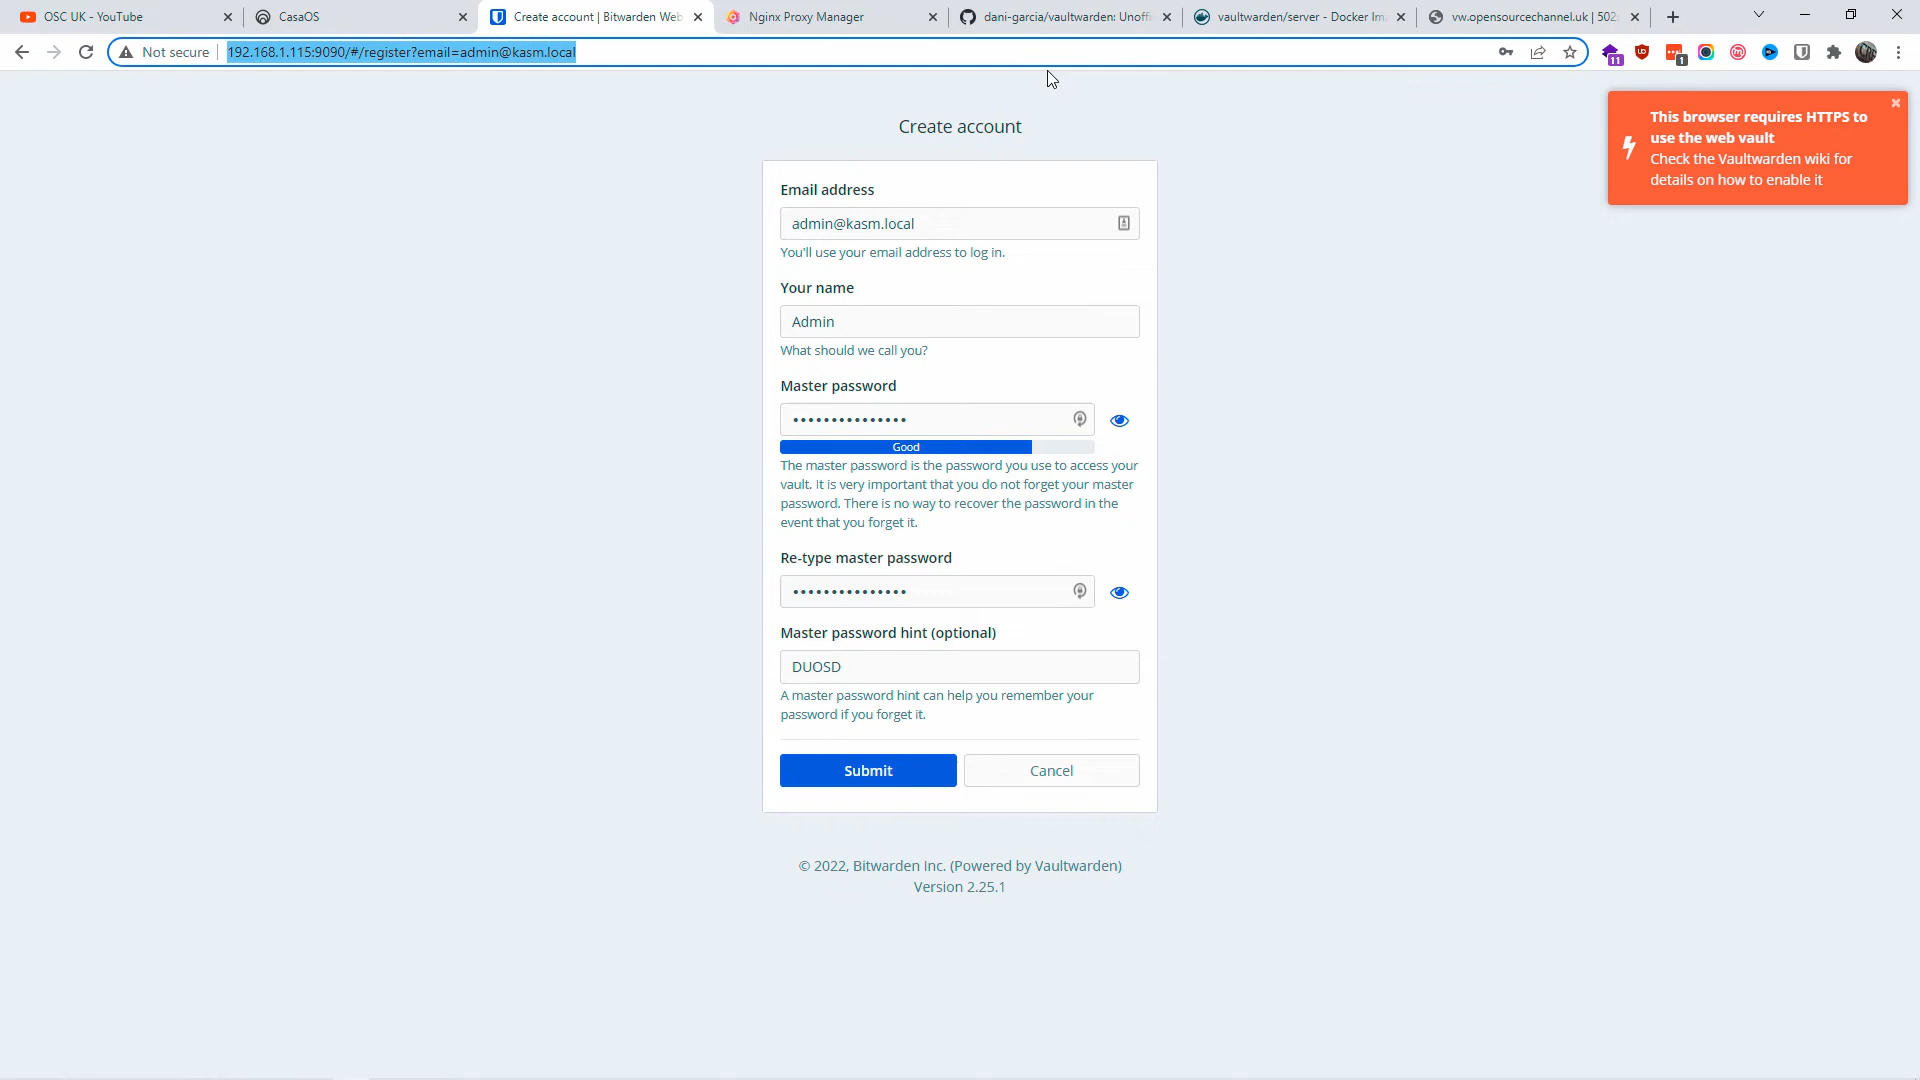 OSC UK - YouTube
CasaOS
Create account | Bitwarden Web
Nginx Proxy Manager
dani-garcia/vaultwarden: Unoffi
vaultwarden/server - Docker Im
vw.opensourcechannel.uk | 502:
Not secure
192.168.1.115:9090/#/register?email=admin@kasm.local
11
1
This browser requires HTTPS to
use the web vault
Check the Vaultwarden wiki for
details on how to enable it
Create account
Email address
admin@kasm.local
You'll use your email address to log in.
Your name
Admin
What should we call you?
Master password
Good
The master password is the password you use to access your
vault. It is very important that you do not forget your master
password. There is no way to recover the password in the
event that you forget it.
Re-type master password
Master password hint (optional)
DUOSD
A master password hint can help you remember your
password if you forget it.
Submit
Cancel
© 2022, Bitwarden Inc. (Powered by Vaultwarden)
Version 2.25.1